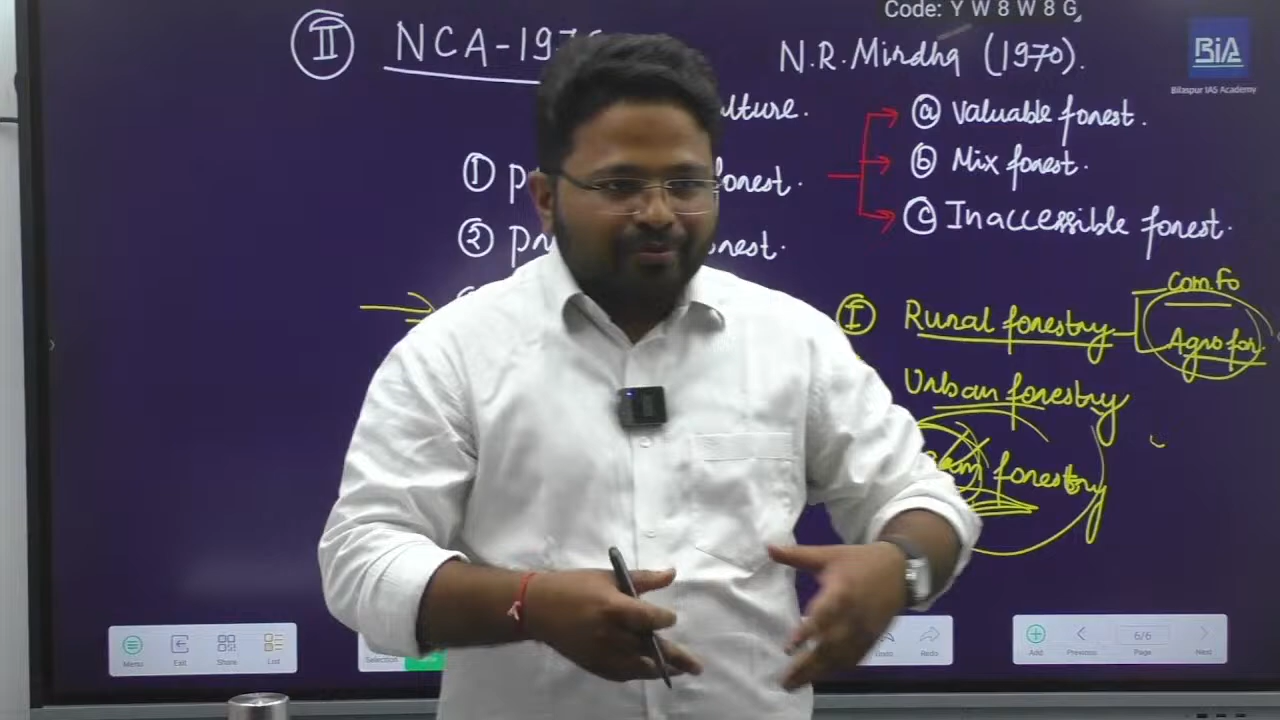 Code: Y W 8 W 8 G
BiA
Bilaspur IAS Academy
II NCA-197
N.R. Mirdha (1970).
ulture.
① p forest.
② pr rest.
ⓐ Valuable forest.
ⓑ Mix forest.
ⓒ Inaccessible forest.
Ⓘ Rural forestry
Com. Fo
Agro for.
Urban forestry
forestry
Menu
Exit
Share
List
Selection
Undo
Redo
Add
Previous
6/6
Page
Next